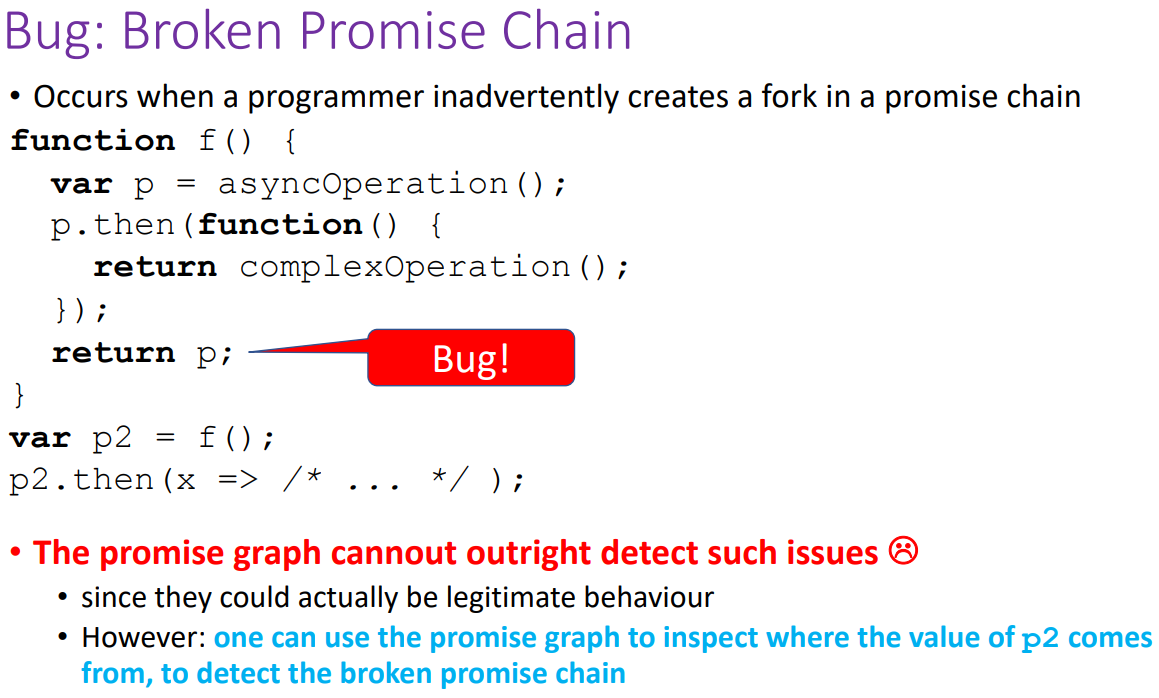 Bug: Broken Promise Chain
• Occurs when a programmer inadvertently creates a fork in a promise chain
function f() {
  var p = asyncOperation();
  p.then(function() {
    return complexOperation();
  });
  return p;
Bug!
}
var p2 = f();
p2.then(x => /* ... */ );
• The promise graph cannout outright detect such issues ☹
• since they could actually be legitimate behaviour
• However: one can use the promise graph to inspect where the value of p2 comes
from, to detect the broken promise chain